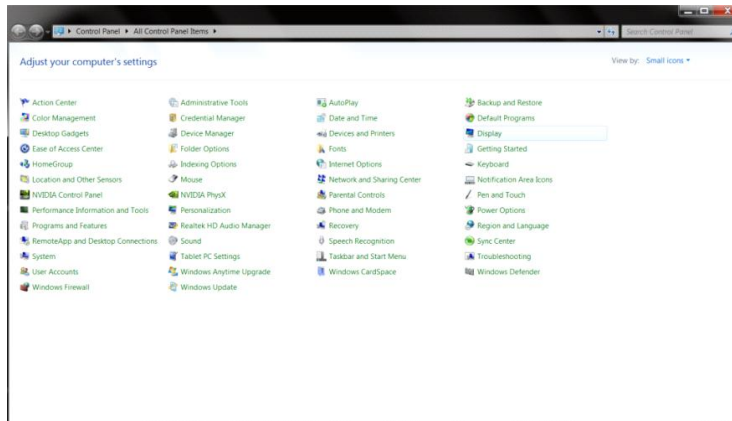 Control Panel ▸ All Control Panel Items ▸
Search Control Panel
Adjust your computer's settings
View by: Small icons
Action Center Administrative Tools AutoPlay Backup and Restore
Color Management Credential Manager Date and Time Default Programs
Desktop Gadgets Device Manager Devices and Printers Display
Ease of Access Center Folder Options Fonts Getting Started
HomeGroup Indexing Options Internet Options Keyboard
Location and Other Sensors Mouse Network and Sharing Center Notification Area Icons
NVIDIA Control Panel NVIDIA PhysX Parental Controls Pen and Touch
Performance Information and Tools Personalization Phone and Modem Power Options
Programs and Features Realtek HD Audio Manager Recovery Region and Language
RemoteApp and Desktop Connections Sound Speech Recognition Sync Center
System Tablet PC Settings Taskbar and Start Menu Troubleshooting
User Accounts Windows Anytime Upgrade Windows CardSpace Windows Defender
Windows Firewall Windows Update